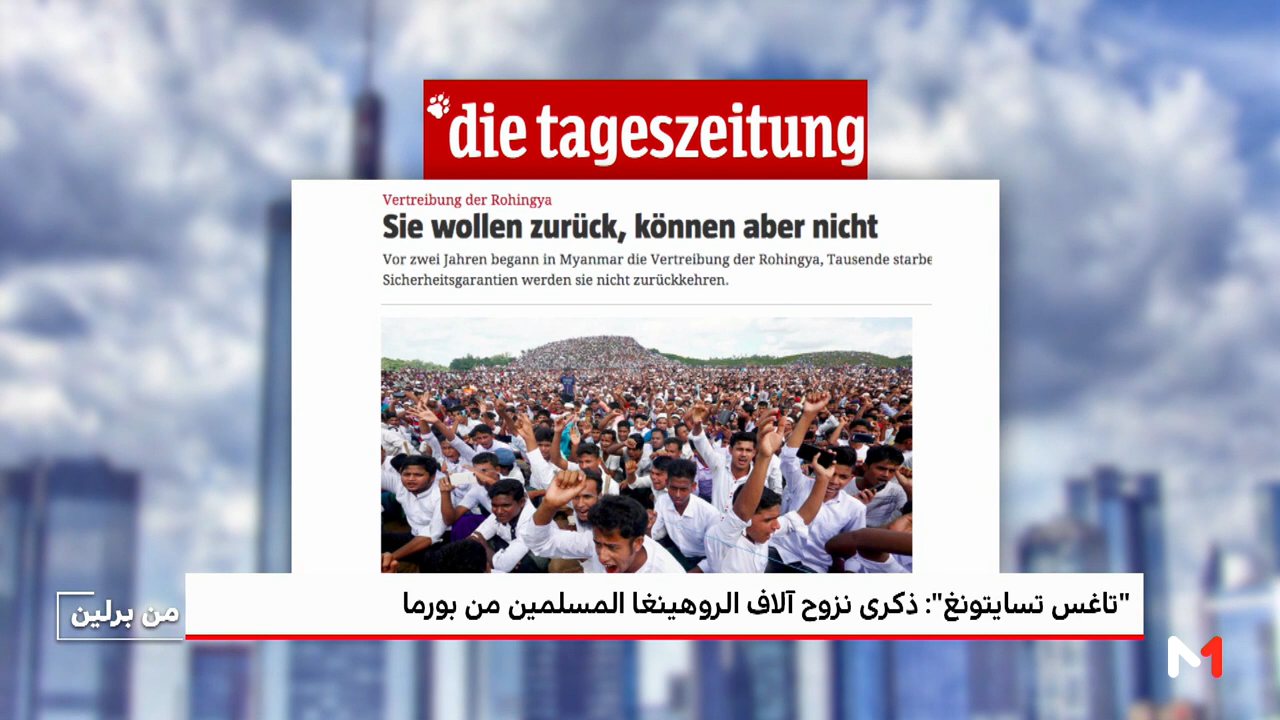 die tageszeitung
Vertreibung der Rohingya
Sie wollen zurück, können aber nicht
Vor zwei Jahren begann in Myanmar die Vertreibung der Rohingya, Tausende starbe
Sicherheitsgarantien werden sie nicht zurückkehren.
"تاغس تسايتونغ": ذكرى نزوح آلاف الروهينغا المسلمين من بورما
من برلين
M1